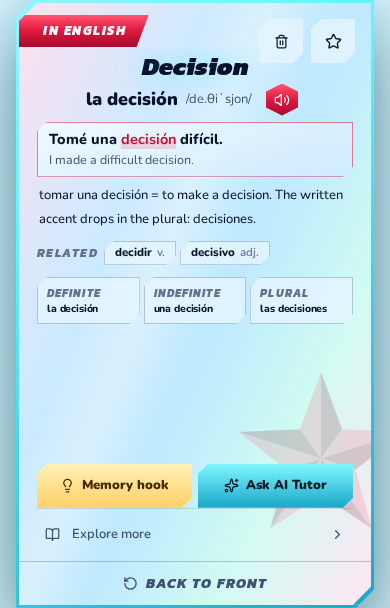 IN ENGLISH
Decision
la decisión /de.θiˈsjon/
Tomé una decisión difícil.
I made a difficult decision.
tomar una decisión = to make a decision. The written
accent drops in the plural: decisiones.
RELATED decidir v. decisivo adj.
DEFINITE INDEFINITE PLURAL
la decisión una decisión las decisiones
Memory hook Ask AI Tutor
Explore more
BACK TO FRONT